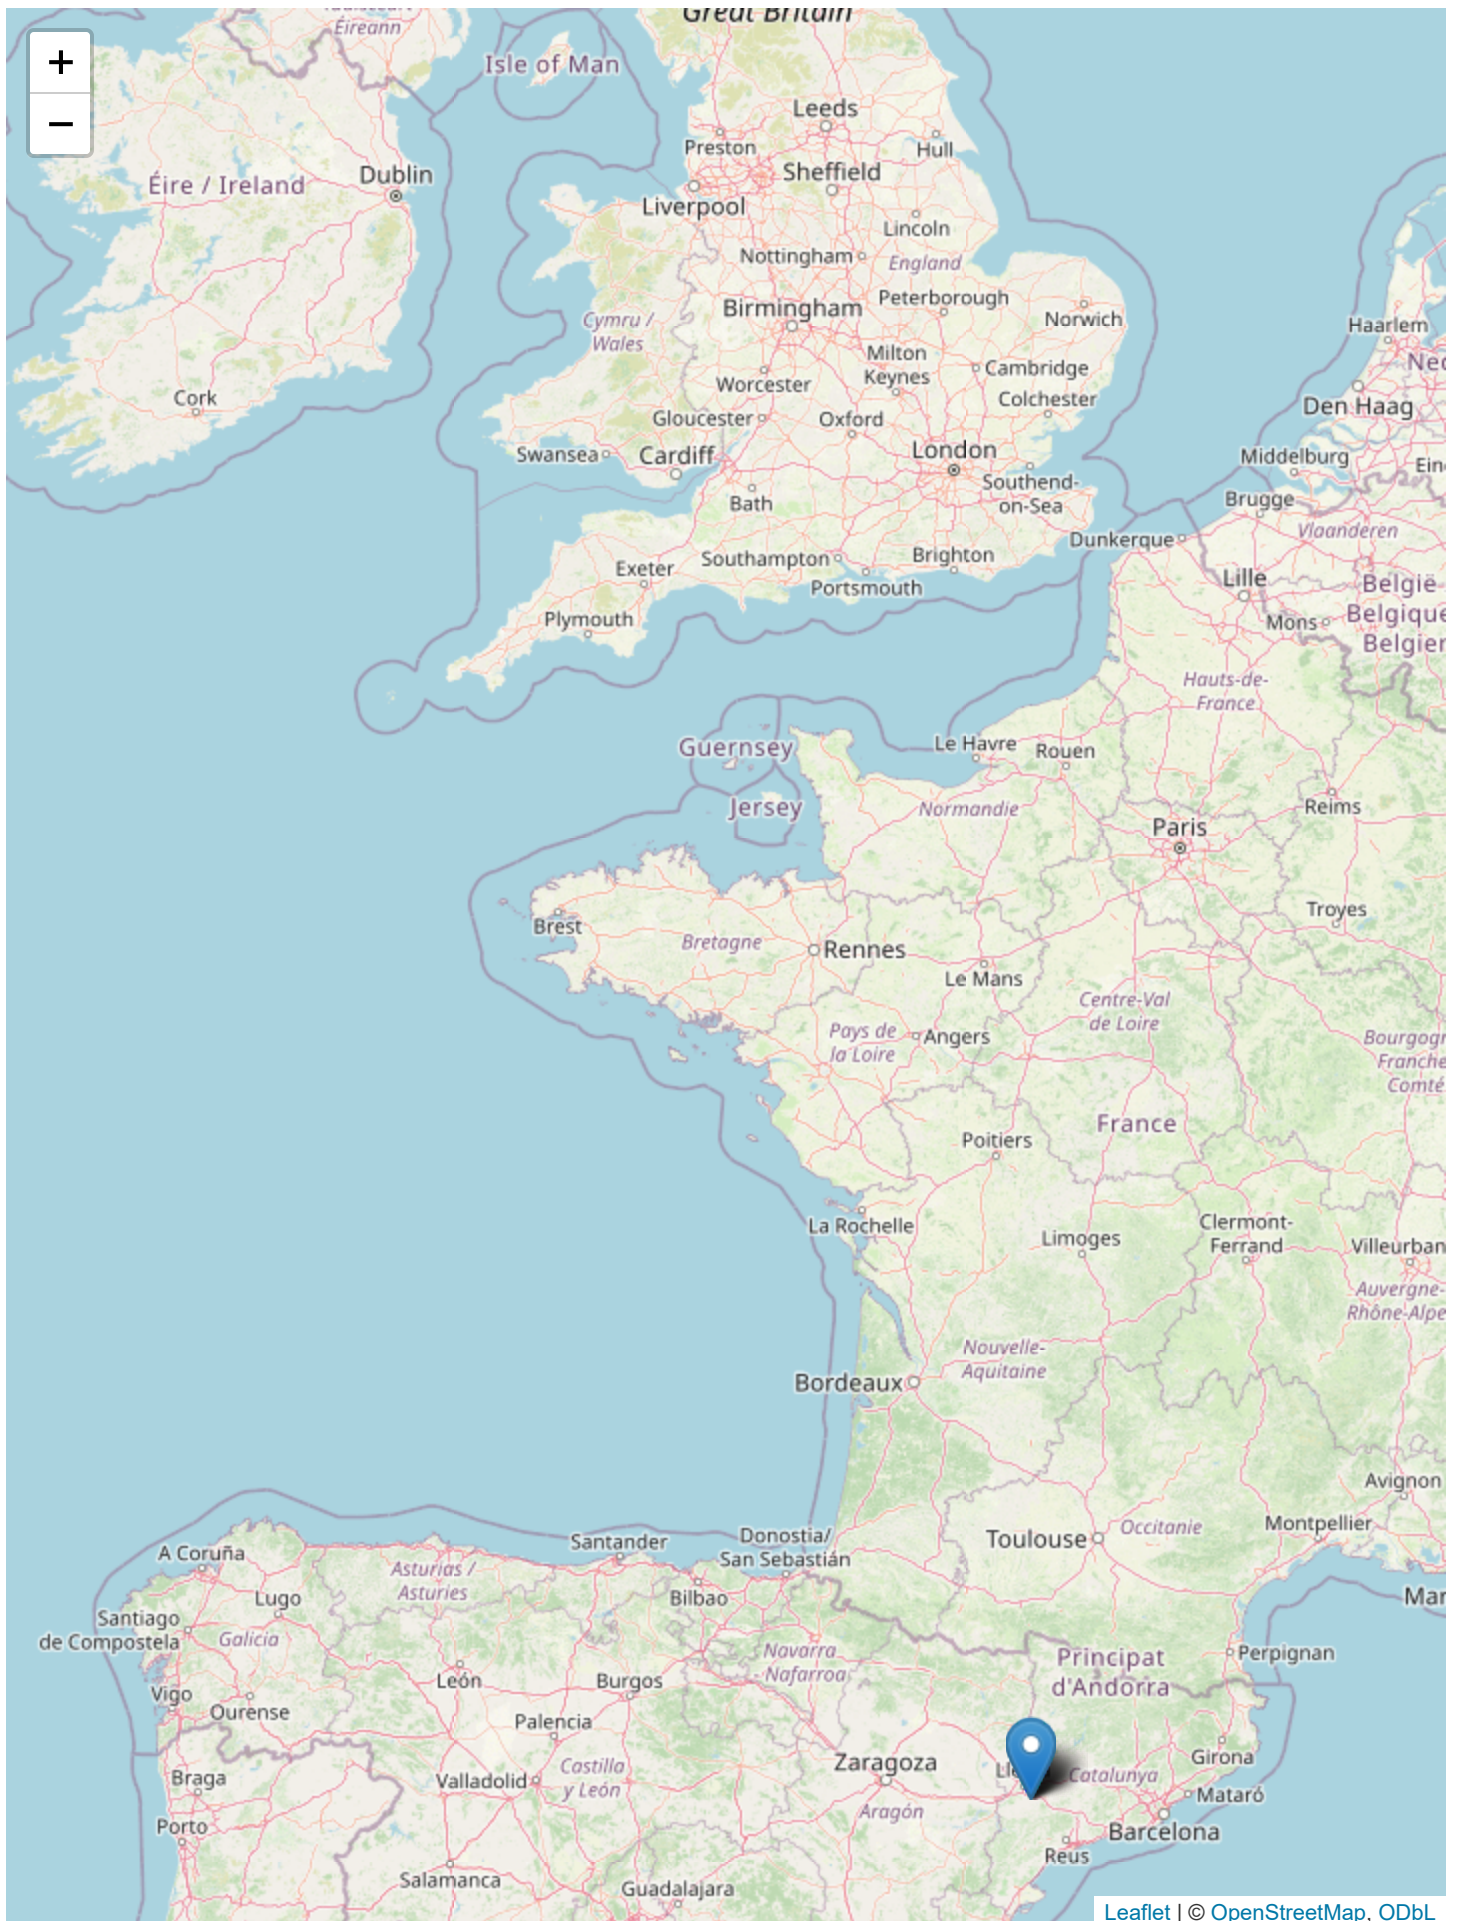 Great Britain
Éireann
+
−
Isle of Man
Leeds
Preston
Hull
Dublin
Sheffield
Éire / Ireland
Liverpool
Lincoln
Nottingham
England
Birmingham
Peterborough
Norwich
Cymru /
Wales
Haarlem
Milton
Keynes
Cambridge
Worcester
Cork
Colchester
Den Haag
Gloucester
Oxford
London
Swansea
Cardiff
Middelburg
Southend-
on-Sea
Bath
Brugge
Vlaanderen
Dunkerque
Southampton
Brighton
Exeter
Portsmouth
Lille
België
Belgique
Plymouth
Mons
Hauts-de-
France
Guernsey
Le Havre
Rouen
Jersey
Normandie
Reims
Paris
Troyes
Brest
Bretagne
Rennes
Le Mans
Centre-Val
de Loire
Pays de
la Loire
Angers
Comté
France
Poitiers
La Rochelle
Limoges
Clermont-
Ferrand
Villeurban
Auvergne-
Rhône-Alpe
Nouvelle-
Aquitaine
Bordeaux
Avignon
Montpellier
Toulouse
Occitanie
Donostia/
San Sebastián
Santander
A Coruña
Asturias /
Asturies
Bilbao
Lugo
Santiago
de Compostela
Galicia
Mar
Navarra
- Nafarroa
Principat
d'Andorra
Perpignan
León
Burgos
Vigo
Ourense
Palencia
Zaragoza
Girona
Castilla
y León
Catalunya
Braga
Valladolid
Mataró
Aragón
Porto
Barcelona
Reus
Salamanca
Guadalajara
Leaflet | © OpenStreetMap, ODbL